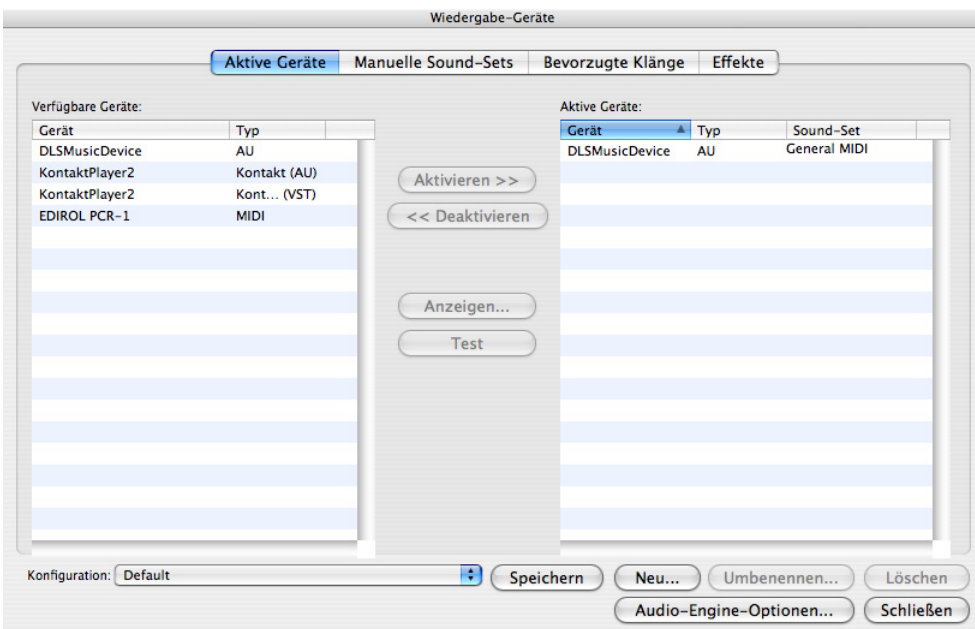 Wiedergabe-Geräte
Aktive Geräte Manuelle Sound-Sets Bevorzugte Klänge Effekte
Verfügbare Geräte:
Gerät Typ
DLSMusicDevice AU
KontaktPlayer2 Kontakt (AU)
KontaktPlayer2 Kont... (VST)
EDIROL PCR-1 MIDI
Aktivieren >>
<< Deaktivieren
Anzeigen...
Test
Aktive Geräte:
Gerät Typ Sound-Set
DLSMusicDevice AU General MIDI
Konfiguration: Default Speichern Neu... Umbenennen... Löschen
Audio-Engine-Optionen... Schließen